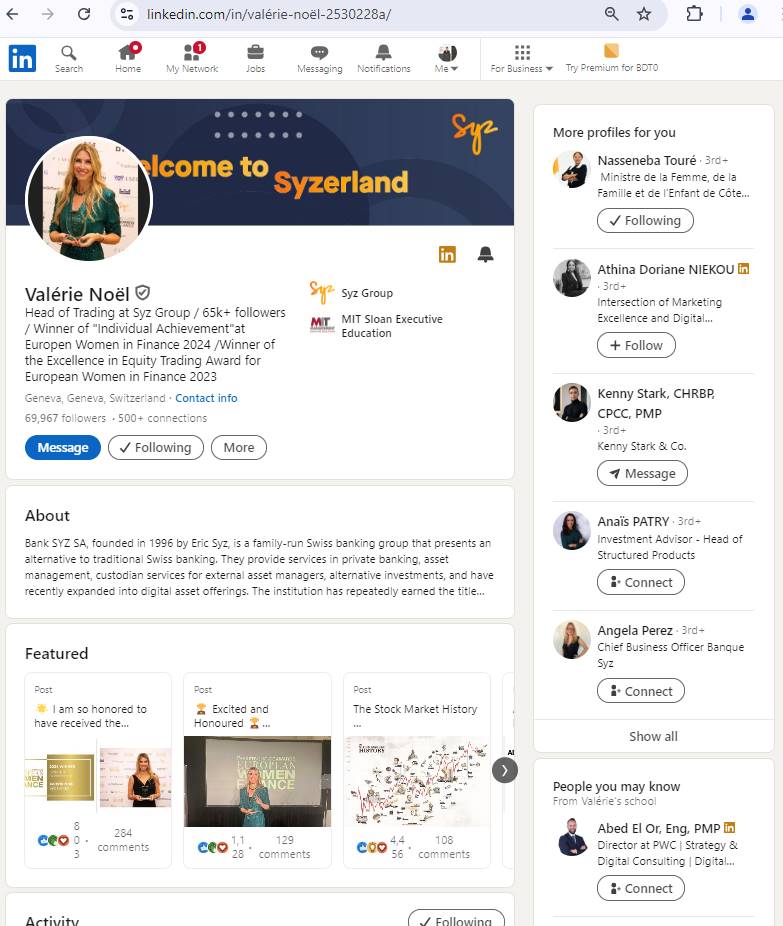 linkedin.com/in/valérie-noël-2530228a/
in
Search
Home
1
My Network
Jobs
Messaging
Notifications
Me
For Business
Try Premium for BDT0
Syz
elcome to
Syzerland
in
Valérie Noël
Head of Trading at Syz Group / 65k+ followers
/ Winner of "Individual Achievement"at
Europen Women in Finance 2024 /Winner of
the Excellence in Equity Trading Award for
European Women in Finance 2023
Syz
Syz Group
MIT
MIT Sloan Executive
Education
Geneva, Geneva, Switzerland · Contact info
69,967 followers · 500+ connections
Message
Following
More
About
Bank SYZ SA, founded in 1996 by Eric Syz, is a family-run Swiss banking group that presents an
alternative to traditional Swiss banking. They provide services in private banking, asset
management, custodian services for external asset managers, alternative investments, and have
recently expanded into digital asset offerings. The institution has repeatedly earned the title...
Featured
Post
I am so honored to
have received the...
8
0
3
· 284
comments
Post
Excited and
Honoured ...
EUROPEAN
WOMEN
1,1
28
· 129
comments
Post
The Stock Market History
...
HISTORY
4,4
56
· 108
comments
Activity
Following
More profiles for you
Nasseneba Touré · 3rd+
Ministre de la Femme, de la
Famille et de l'Enfant de Côte...
Following
Athina Doriane NIEKOU in
· 3rd+
Intersection of Marketing
Excellence and Digital...
+ Follow
Kenny Stark, CHRBP,
CPCC, PMP
· 3rd+
Kenny Stark & Co.
Message
Anaïs PATRY · 3rd+
Investment Advisor - Head of
Structured Products
Connect
Angela Perez · 3rd+
Chief Business Officer Banque
Syz
Connect
Show all
People you may know
From Valérie's school
Abed El Or, Eng, PMP in
Director at PWC | Strategy &
Digital Consulting | Digital...
Connect